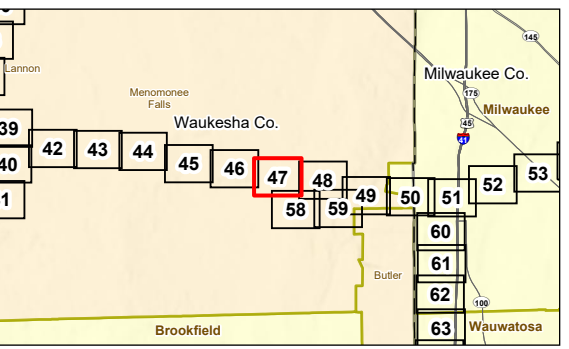 145
Lannon
Milwaukee Co.
Menomonee
Falls
175
Milwaukee
Waukesha Co.
45
39
41
42
43
44
45
46
47
48
49
50
51
52
53
40
58
59
60
61
Butler
62
100
Brookfield
63
Wauwatosa